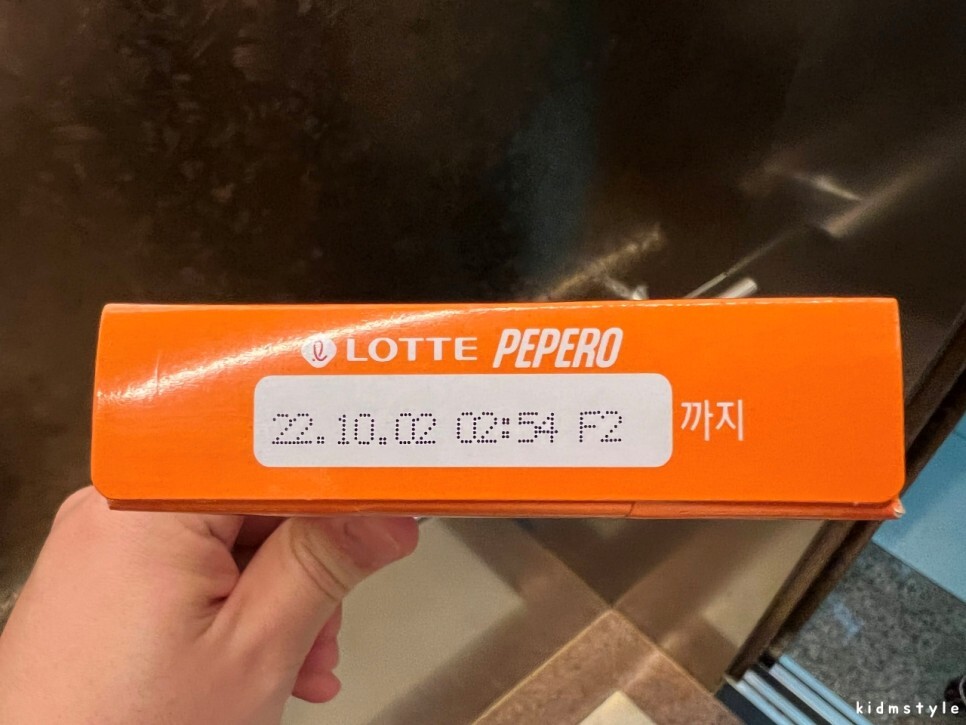 LOTTE PEPERO
22.10.02 02:54 F2 까지
kidmstyle